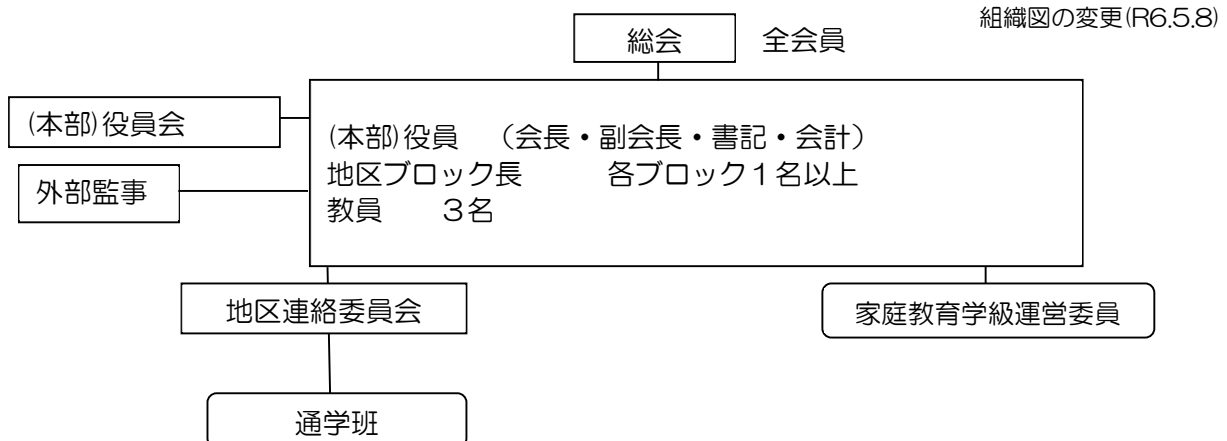 組織図の変更(R6.5.8)
総会　全会員
(本部)役員会
(本部)役員　（会長・副会長・書記・会計）
地区ブロック長　　　各ブロック１名以上
外部監事
教員　　３名
地区連絡委員会
家庭教育学級運営委員
通学班